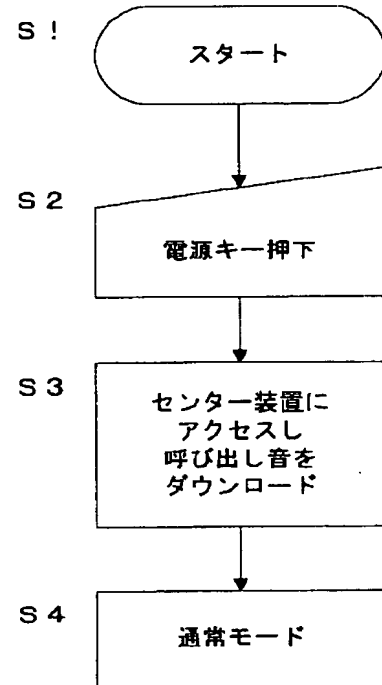 S!
スタート
S2
電源キー押下
S3
センター装置に
アクセスし
呼び出し音を
ダウンロード
S4
通常モード